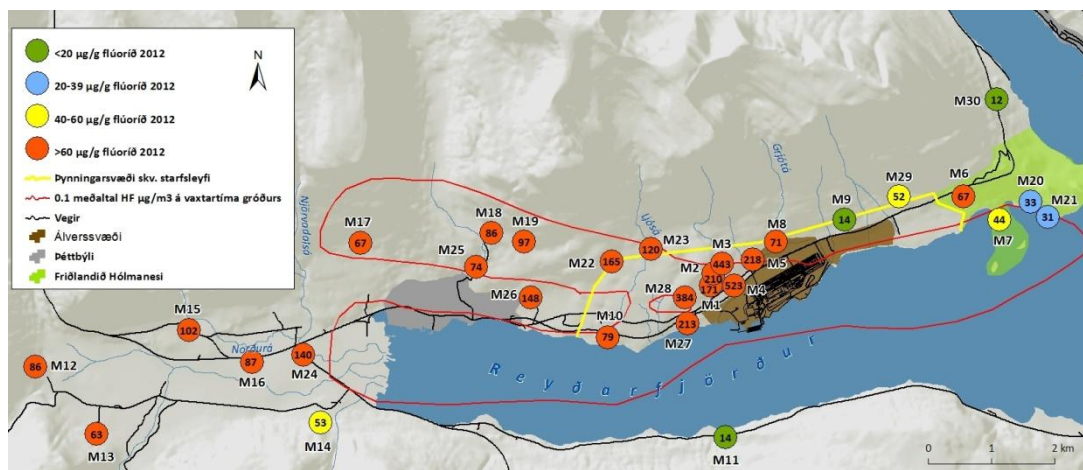 <20 µg/g flúoríð 2012
20-39 µg/g flúoríð 2012
40-60 µg/g flúoríð 2012
>60 µg/g flúoríð 2012
Þynningarsvæði skv. starfsleyfi
0.1 meðaltal HF µg/m3 á vaxtartíma gróðurs
Vegir
Álverssvæði
Þéttbýli
Friðlandið Hólmanesi
N
M30
12
M29
52
M6
67
M20
33
M21
31
M7
44
M9
14
Grjótá
M8
71
M5
218
M3
443
M23
120
Ljósá
M22
165
M2
210
M1
171
M4
523
M28
384
M27
213
M10
79
M26
148
M19
97
M18
86
M25
74
M17
67
Njörvadalsá
M15
102
Norðurá
M16
87
M24
140
M12
86
M13
63
M14
53
M11
14
Reyðarfjörður
0 1 2 km